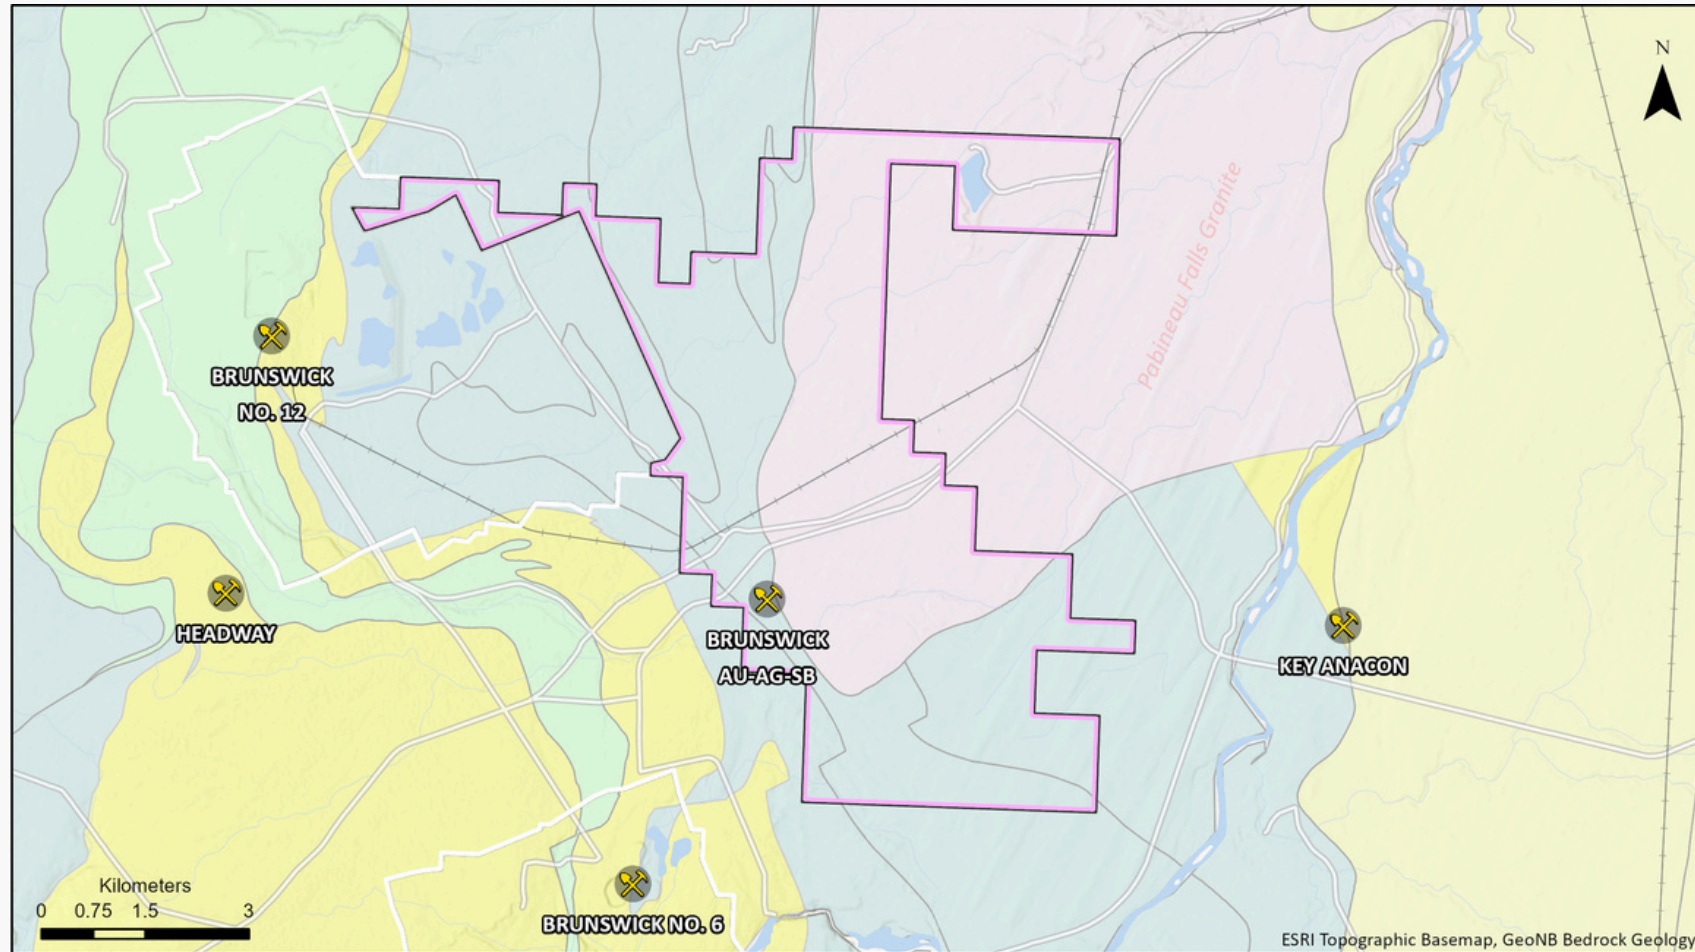 N
Pabineau Falls Granite
BRUNSWICK
NO. 12
HEADWAY
BRUNSWICK
AU-AG-SB
KEY ANACON
BRUNSWICK NO. 6
Kilometers
0 0.75 1.5 3
ESRI Topographic Basemap, GeoNB Bedrock Geology